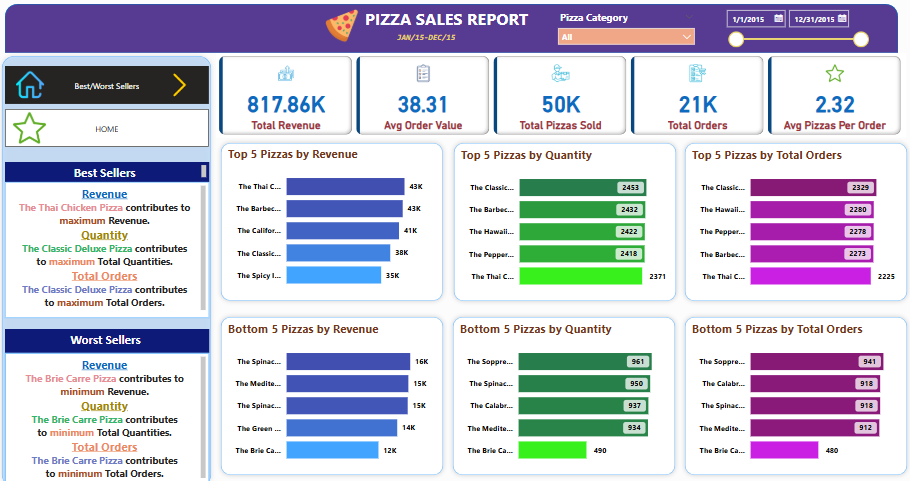 PIZZA SALES REPORT
JAN/15-DEC/15
Pizza Category
All
1/1/2015
12/31/2015
Best/Worst Sellers
HOME
817.86K
Total Revenue
38.31
Avg Order Value
50K
Total Pizzas Sold
21K
Total Orders
2.32
Avg Pizzas Per Order
Best Sellers
Revenue
The Thai Chicken Pizza contributes to
maximum Revenue.
Quantity
The Classic Deluxe Pizza contributes
to maximum Total Quantities.
Total Orders
The Classic Deluxe Pizza contributes
to maximum Total Orders.
Worst Sellers
Revenue
The Brie Carre Pizza contributes to
minimum Revenue.
Quantity
The Brie Carre Pizza contributes
to minimum Total Quantities.
Total Orders
The Brie Carre Pizza contributes
to minimum Total Orders.
Top 5 Pizzas by Revenue
The Thai C... 43K
The Barbec... 43K
The Califor... 41K
The Classic... 38K
The Spicy I... 35K
Top 5 Pizzas by Quantity
The Classic... 2453
The Barbec... 2432
The Hawaii... 2422
The Pepper... 2418
The Thai C... 2371
Top 5 Pizzas by Total Orders
The Classic... 2329
The Hawaii... 2280
The Pepper... 2278
The Barbec... 2273
The Thai C... 2225
Bottom 5 Pizzas by Revenue
The Spinac... 16K
The Medite... 15K
The Spinac... 15K
The Green ... 14K
The Brie Ca... 12K
Bottom 5 Pizzas by Quantity
The Soppre... 961
The Spinac... 950
The Calabr... 937
The Medite... 934
The Brie Ca... 490
Bottom 5 Pizzas by Total Orders
The Soppre... 941
The Calabr... 918
The Spinac... 918
The Medite... 912
The Brie Ca... 480